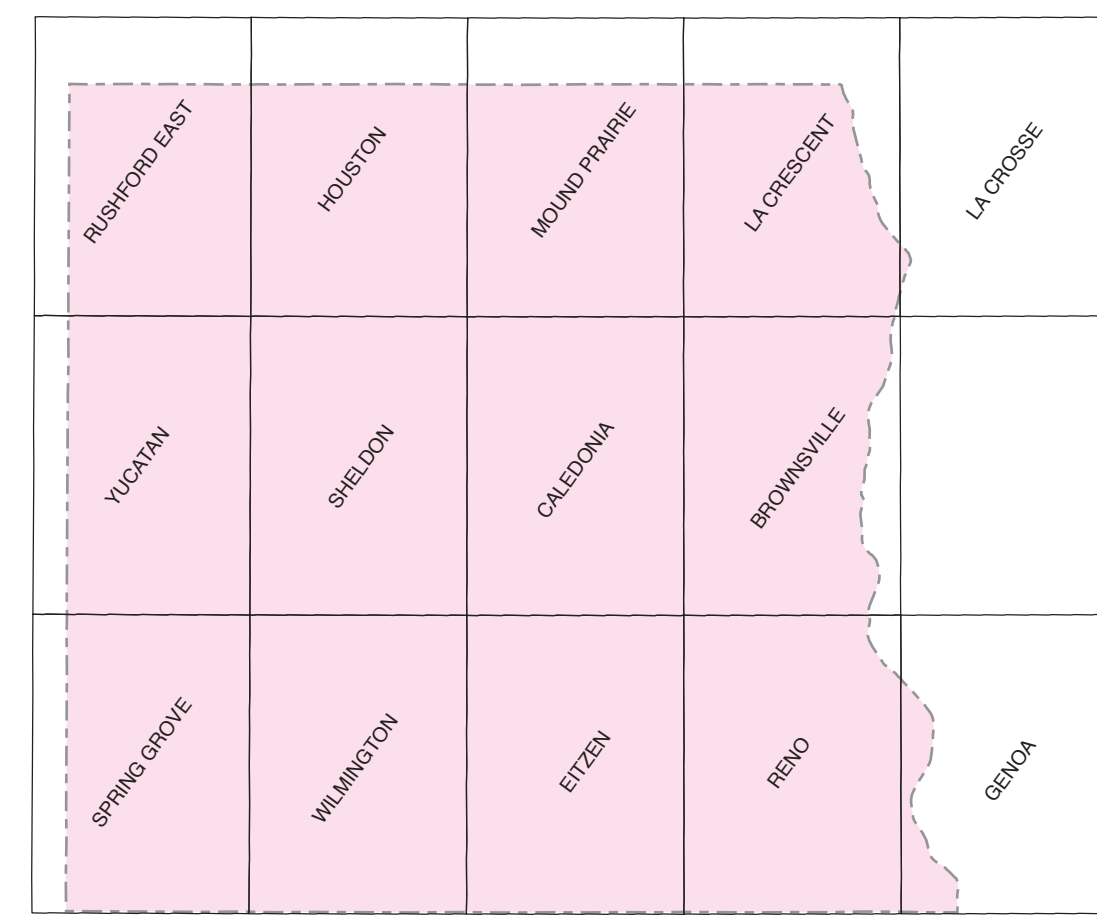 RUSHFORD EAST
HOUSTON
MOUND PRAIRIE
LA CRESCENT
LA CROSSE
YUCATAN
SHELDON
CALEDONIA
BROWNSVILLE
SPRING GROVE
WILMINGTON
EITZEN
RENO
GENOA